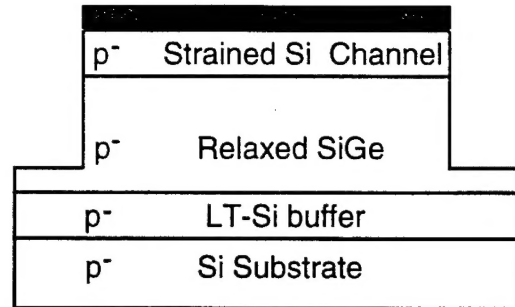 p- Strained Si Channel
p- Relaxed SiGe
p- LT-Si buffer
p- Si Substrate